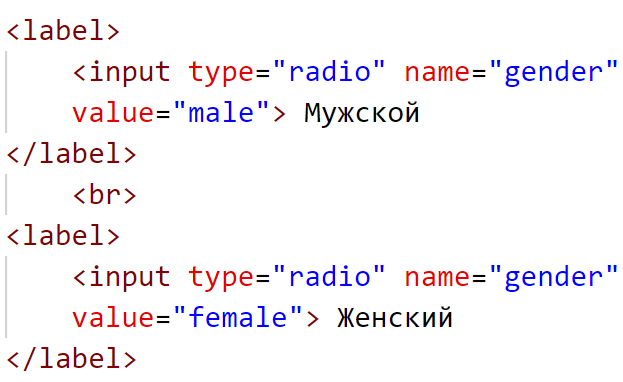 <label>
<input type="radio" name="gender"
value="male"> Мужской
</label>
<br>
<label>
<input type="radio" name="gender"
value="female"> Женский
</label>